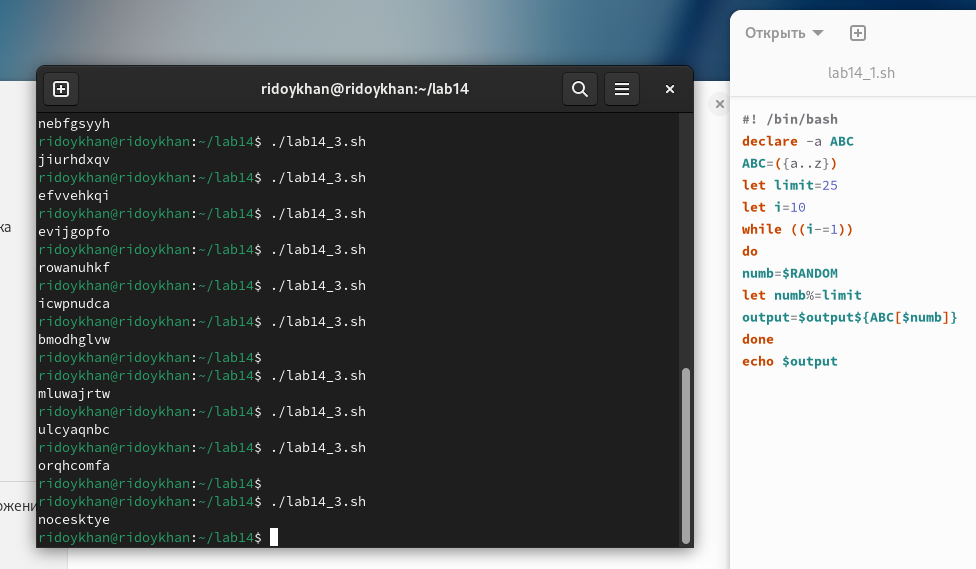 ridoykhan@ridoykhan:~/lab14
nebfgsyyh
ridoykhan@ridoykhan:~/lab14$ ./lab14_3.sh
jiurhdxqv
ridoykhan@ridoykhan:~/lab14$ ./lab14_3.sh
efvvehkqi
ridoykhan@ridoykhan:~/lab14$ ./lab14_3.sh
evijgopfo
ridoykhan@ridoykhan:~/lab14$ ./lab14_3.sh
rowanuhkf
ridoykhan@ridoykhan:~/lab14$ ./lab14_3.sh
icwpnudca
ridoykhan@ridoykhan:~/lab14$ ./lab14_3.sh
bmodhglvw
ridoykhan@ridoykhan:~/lab14$
ridoykhan@ridoykhan:~/lab14$ ./lab14_3.sh
mluwajrtw
ridoykhan@ridoykhan:~/lab14$ ./lab14_3.sh
ulcyaqnbc
ridoykhan@ridoykhan:~/lab14$ ./lab14_3.sh
orqhcomfa
ridoykhan@ridoykhan:~/lab14$
ridoykhan@ridoykhan:~/lab14$ ./lab14_3.sh
nocesktye
ridoykhan@ridoykhan:~/lab14$
Открыть
lab14_1.sh
#! /bin/bash
declare -a ABC
ABC=({a..z})
let limit=25
let i=10
while ((i-=1))
do
numb=$RANDOM
let numb%=limit
output=$output${ABC[$numb]}
done
echo $output